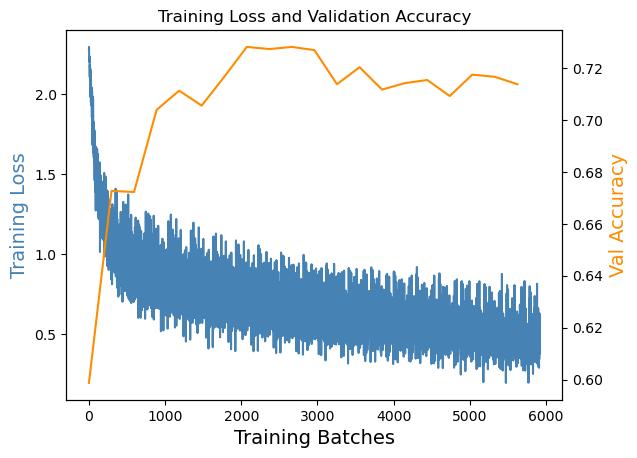 Training Loss and Validation Accuracy
Training Loss
2.0
1.5
1.0
0.5
0.72
0.70
0.68
0.66
0.64
0.62
0.60
Val Accuracy
0 1000 2000 3000 4000 5000 6000
Training Batches